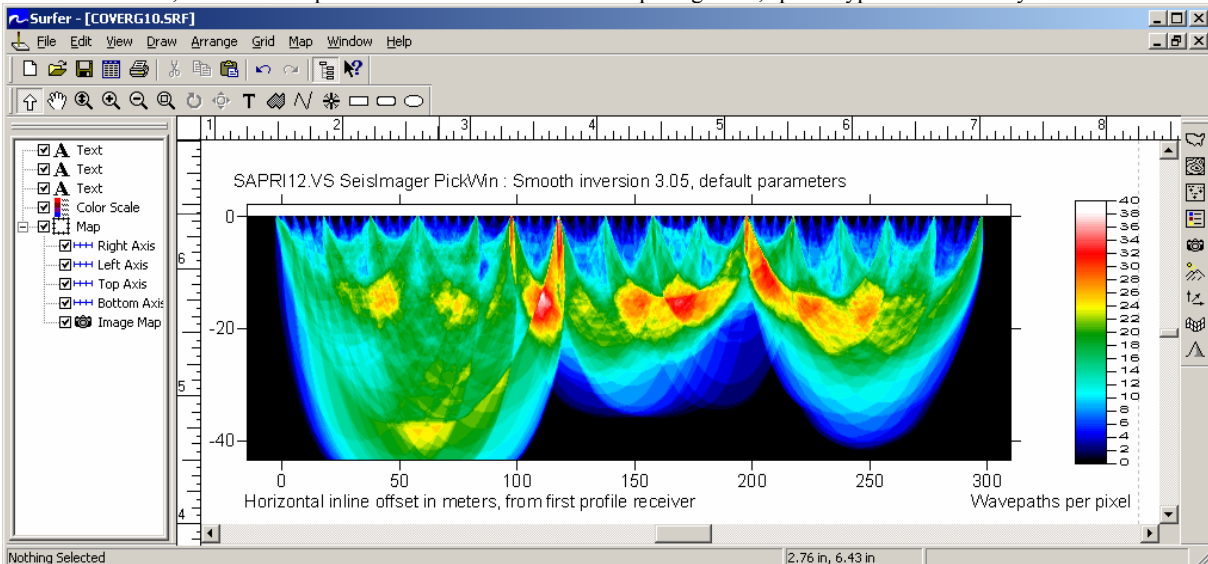 Surfer - [COVERG10.SRF]
File Edit View Draw Arrange Grid Map Window Help
1 2 3 4 5 6 7 8
Text
Text
Text
Color Scale
Map
Right Axis
Left Axis
Top Axis
Bottom Axis
Image Map
6
5
4
SAPRI12.VS SeisImager PickWin : Smooth inversion 3.05, default parameters
0
-20
-40
0 50 100 150 200 250 300
Horizontal inline offset in meters, from first profile receiver
40
38
36
34
32
30
28
26
24
22
20
18
16
14
12
10
8
6
4
2
0
Wavepaths per pixel
Nothing Selected
2.76 in, 6.43 in